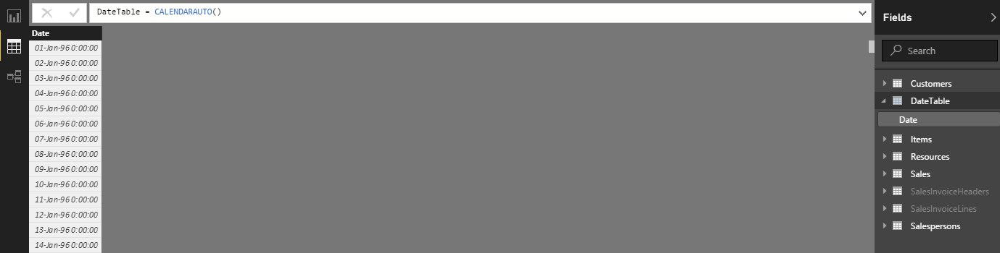 DateTable = CALENDARAUTO()
Date
01-Jan-96 0:00:00
02-Jan-96 0:00:00
03-Jan-96 0:00:00
04-Jan-96 0:00:00
05-Jan-96 0:00:00
06-Jan-96 0:00:00
07-Jan-96 0:00:00
08-Jan-96 0:00:00
09-Jan-96 0:00:00
10-Jan-96 0:00:00
11-Jan-96 0:00:00
12-Jan-96 0:00:00
13-Jan-96 0:00:00
14-Jan-96 0:00:00
Fields
Search
Customers
DateTable
Date
Items
Resources
Sales
SalesInvoiceHeaders
SalesInvoiceLines
Salespersons